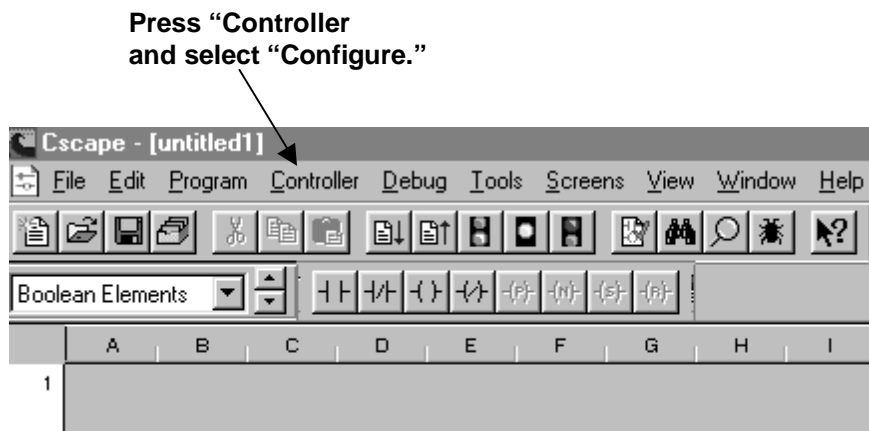 Press “Controller
and select “Configure.”
Cscape - [untitled1]
File Edit Program Controller Debug Tools Screens View Window Help
Boolean Elements
A B C D E F G H I
1